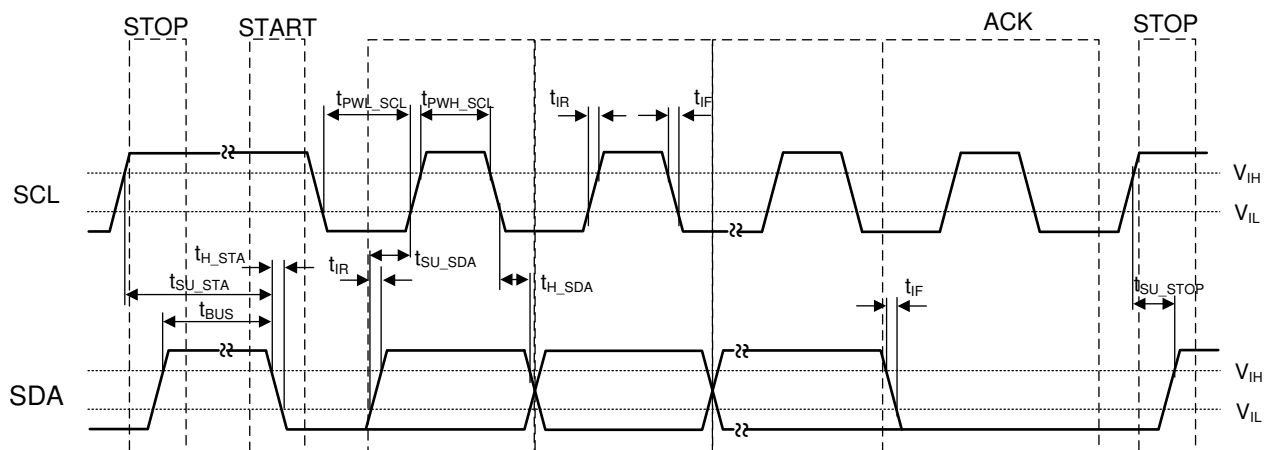 STOP START ACK STOP
tPWL_SCL tPWH_SCL tIR tIF
SCL VIH
VIL
tH_STA tIR tSU_SDA
tH_SDA
tSU_STA tIF tSU_STOP
tBUS
VIH
SDA VIL